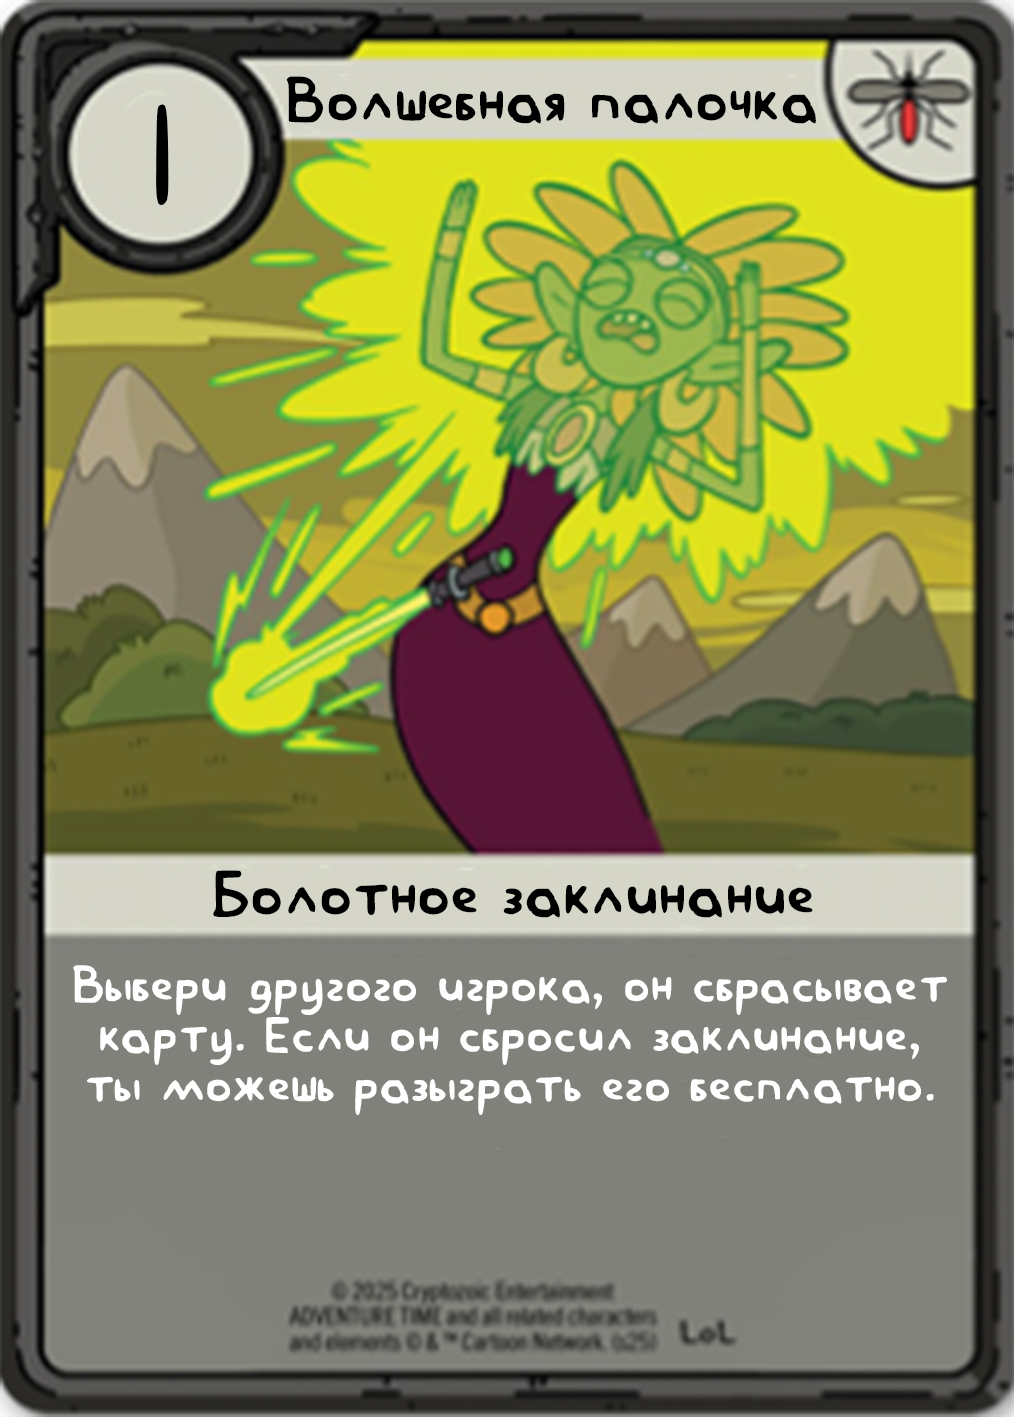 1
Волшебная палочка
Болотное заклинание
Выбери другого игрока, он сбрасывает
карту. Если он сбросил заклинание,
ты можешь разыграть его бесплатно.
© 2025 Cryptozoic Entertainment
ADVENTURE TIME and all related characters
and elements © & ™ Cartoon Network. (s25)
LoL